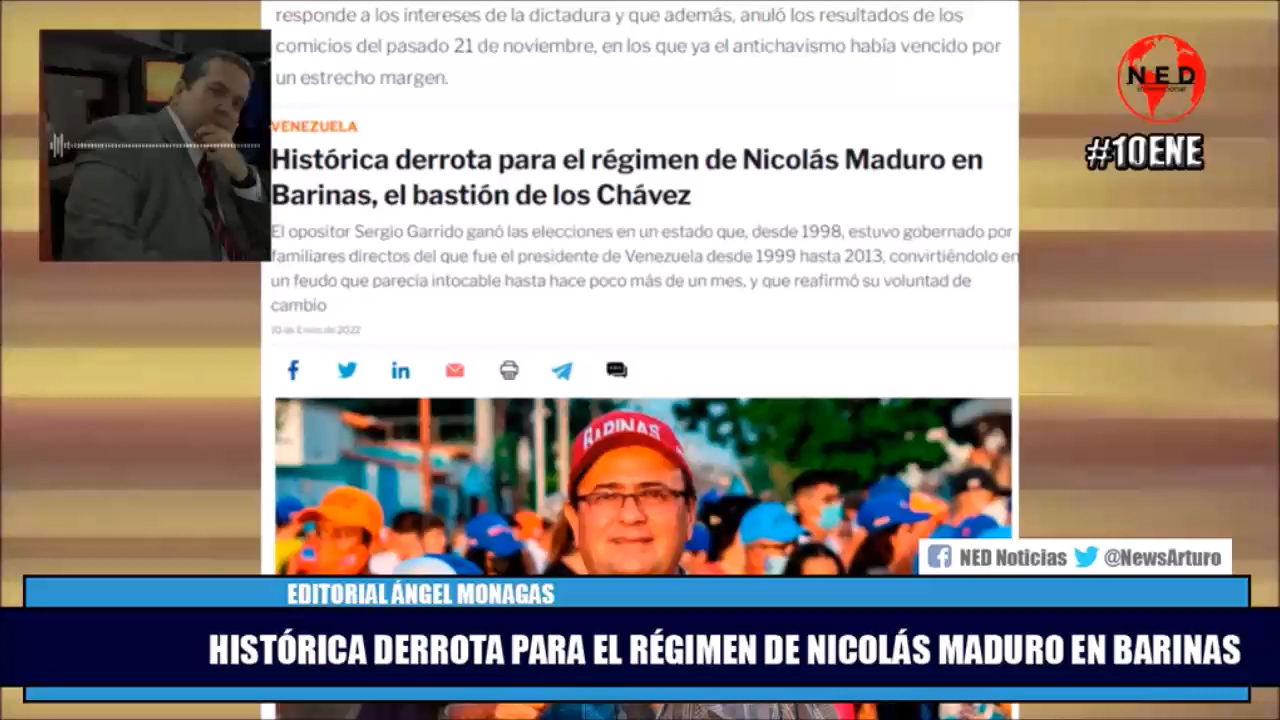 responde a los intereses de la dictadura y que además, anuló los resultados de los
comicios del pasado 21 de noviembre, en los que ya el antichavismo había vencido por
un estrecho margen.
VENEZUELA
Histórica derrota para el régimen de Nicolás Maduro en
Barinas, el bastión de los Chávez
El opositor Sergio Garrido ganó las elecciones en un estado que, desde 1998, estuvo gobernado por
familiares directos del que fue el presidente de Venezuela desde 1999 hasta 2013, convirtiéndolo en
un feudo que parecía intocable hasta hace poco más de un mes, y que reafirmó su voluntad de
cambio
10 de Enero de 2022
NED
International
#10ENE
BARINAS
NED Noticias @NewsArturo
EDITORIAL ÁNGEL MONAGAS
HISTÓRICA DERROTA PARA EL RÉGIMEN DE NICOLÁS MADURO EN BARINAS